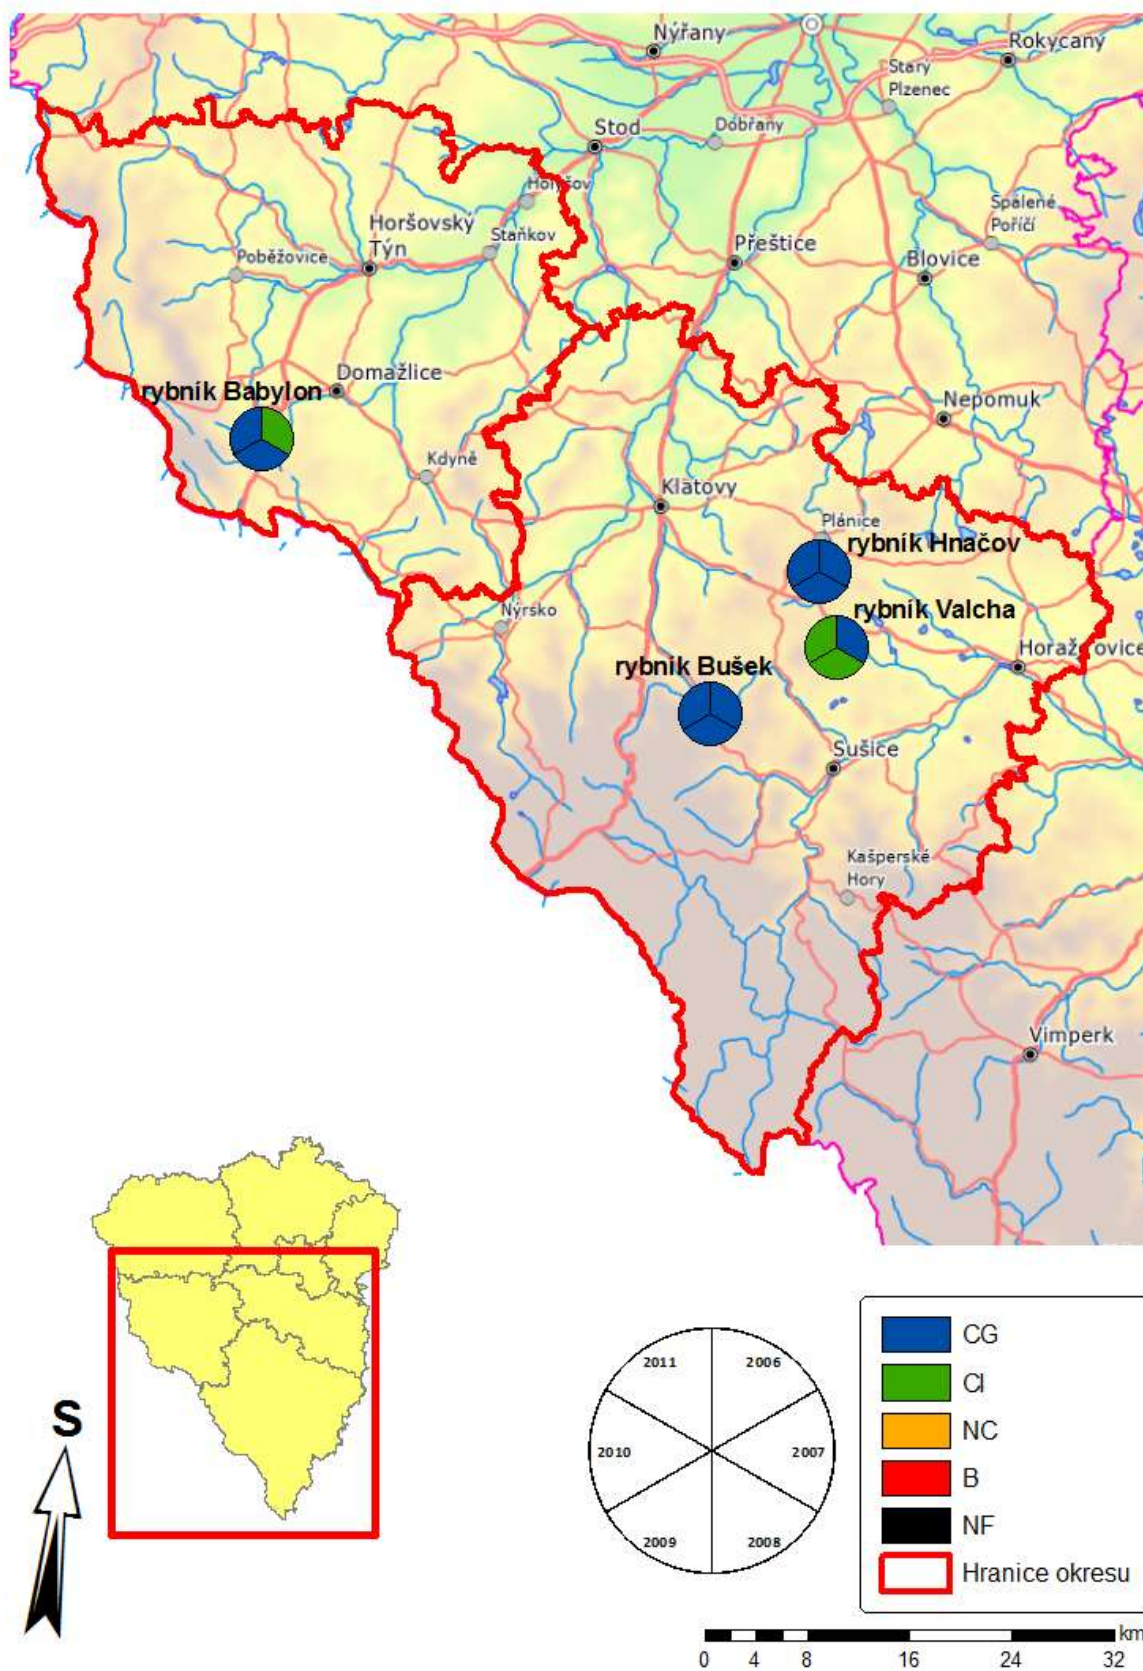 Nýřany
Rokycany
Starý
Plzenec
Stod
Dobřany
Holýšov
Spálené
Poříčí
Horšovský
Týn
Staňkov
Poběžovice
Přeštice
Blovice
Domažlice
rybník Babylon
Nepomuk
Kdyně
Klatovy
Plánice
rybník Hnačov
Nýrsko
rybník Valcha
rybník Bušek
Sušice
Kašperské
Hory
Vimperk
S
2011
2006
2010
2007
2009
2008
CG
CI
NC
B
NF
Hranice okresu
km
0 4 8 16 24 32